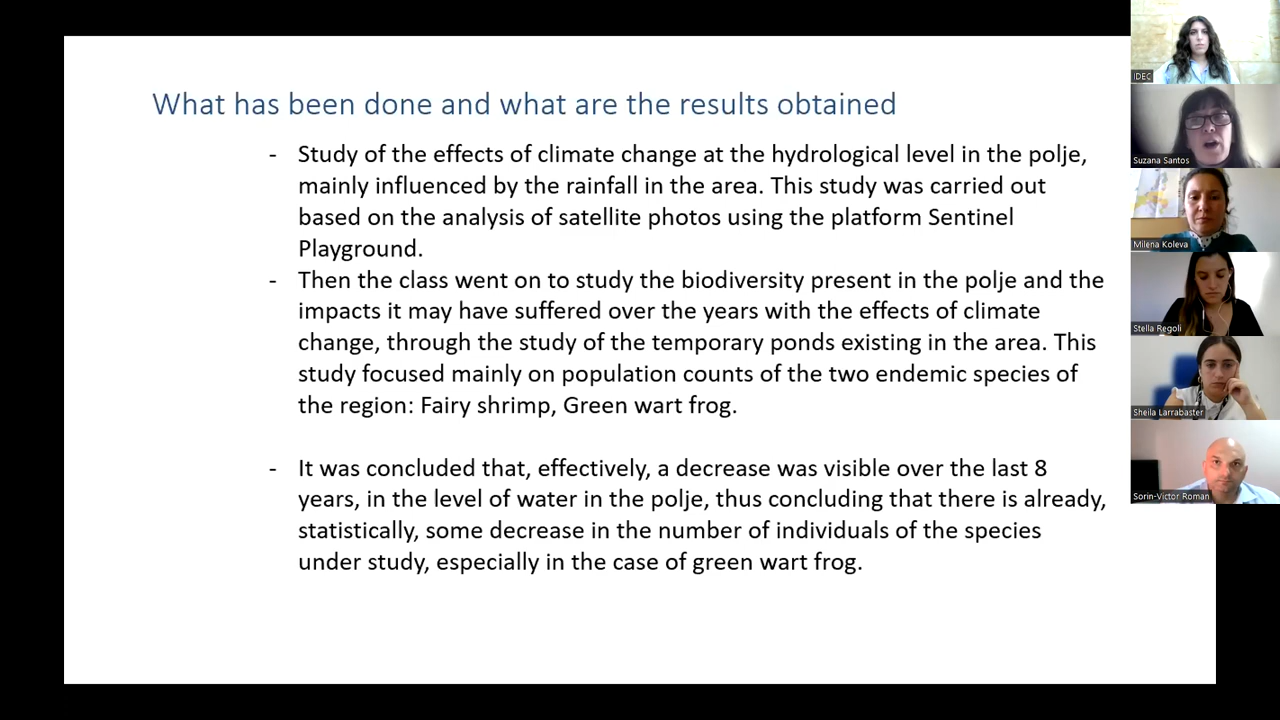 What has been done and what are the results obtained
- Study of the effects of climate change at the hydrological level in the polje,
mainly influenced by the rainfall in the area. This study was carried out
based on the analysis of satellite photos using the platform Sentinel
Playground.
- Then the class went on to study the biodiversity present in the polje and the
impacts it may have suffered over the years with the effects of climate
change, through the study of the temporary ponds existing in the area. This
study focused mainly on population counts of the two endemic species of
the region: Fairy shrimp, Green wart frog.
- It was concluded that, effectively, a decrease was visible over the last 8
years, in the level of water in the polje, thus concluding that there is already,
statistically, some decrease in the number of individuals of the species
under study, especially in the case of green wart frog.
IDEC
Suzana Santos
Milena Koleva
Stella Regoli
Sheila Larrabaster
Sorin-Victor Roman